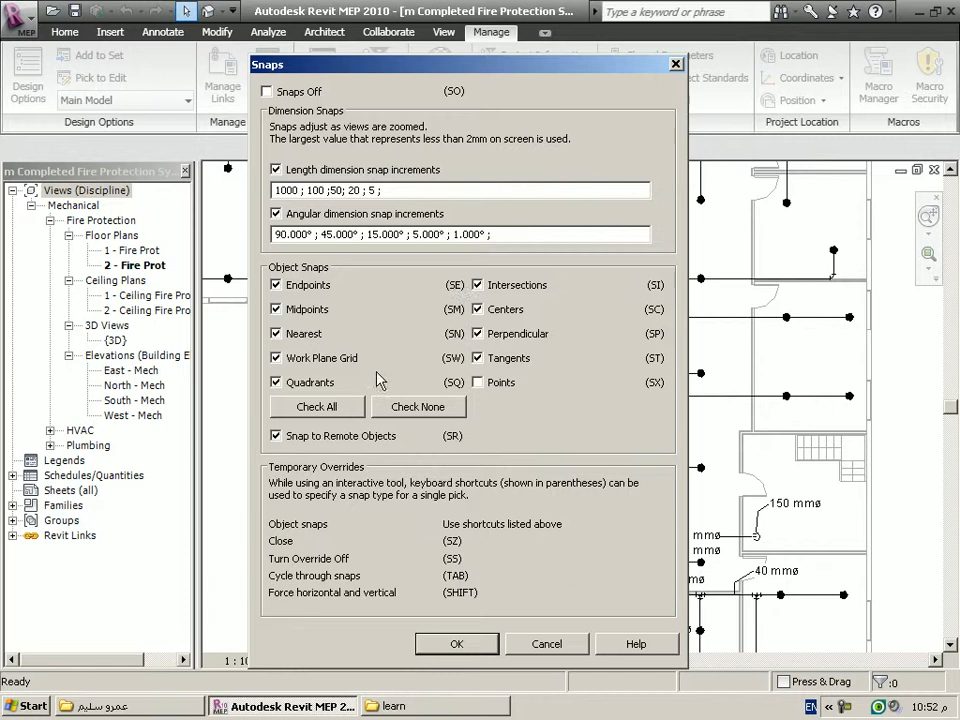 MEP
Autodesk Revit MEP 2010 - [m Completed Fire Protection S...
Type a keyword or phrase
Home Insert Annotate Modify Analyze Architect Collaborate View Manage
Design Options
Add to Set
Pick to Edit
Main Model
Design Options
Manage Links
Manage
Location
Coordinates
Position
Project Location
Macro Manager
Macro Security
Macros
Snaps
Snaps Off (SO)
Dimension Snaps
Snaps adjust as views are zoomed.
The largest value that represents less than 2mm on screen is used.
Length dimension snap increments
1000 ; 100 ;50; 20 ; 5 ;
Angular dimension snap increments
90.000° ; 45.000° ; 15.000° ; 5.000° ; 1.000° ;
Object Snaps
Endpoints (SE) Intersections (SI)
Midpoints (SM) Centers (SC)
Nearest (SN) Perpendicular (SP)
Work Plane Grid (SW) Tangents (ST)
Quadrants (SQ) Points (SX)
Check All Check None
Snap to Remote Objects (SR)
Temporary Overrides
While using an interactive tool, keyboard shortcuts (shown in parentheses) can be
used to specify a snap type for a single pick.
Object snaps Use shortcuts listed above
Close (SZ)
Turn Override Off (SS)
Cycle through snaps (TAB)
Force horizontal and vertical (SHIFT)
OK Cancel Help
m Completed Fire Protection Sy
Views (Discipline)
Mechanical
Fire Protection
Floor Plans
1 - Fire Prot
2 - Fire Prot
Ceiling Plans
1 - Ceiling Fire Pro
2 - Ceiling Fire Pro
3D Views
{3D}
Elevations (Building E
East - Mech
North - Mech
South - Mech
West - Mech
HVAC
Plumbing
Legends
Schedules/Quantities
Sheets (all)
Families
Groups
Revit Links
150 mmø
mmø
mmø
40 mmø
1 : 10
Ready
Press & Drag :0
Start عمرو سليم Autodesk Revit MEP 2... learn EN 10:52 م